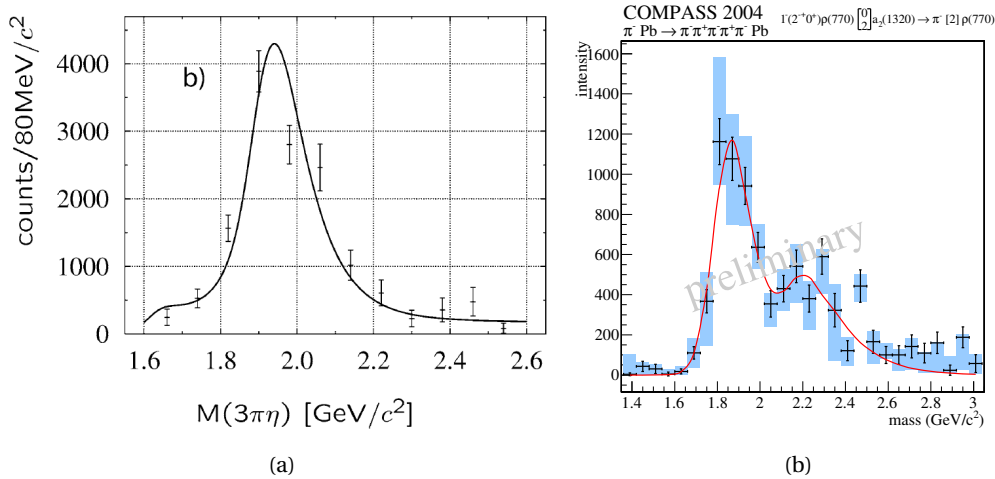 b)
counts/80MeV/c²
4000
3000
2000
1000
0
1.6 1.8 2.0 2.2 2.4 2.6
M(3πη) [GeV/c²]
(a)
COMPASS 2004
π⁻ Pb → π⁻π⁺π⁻π⁺π⁻ Pb
1⁻(2⁻⁺0⁺)ρ(770) [0 2] a₂(1320) → π⁻ [2] ρ(770)
intensity
1600
1400
1200
1000
800
600
400
200
0
1.4 1.6 1.8 2 2.2 2.4 2.6 2.8 3
mass (GeV/c²)
preliminary
(b)